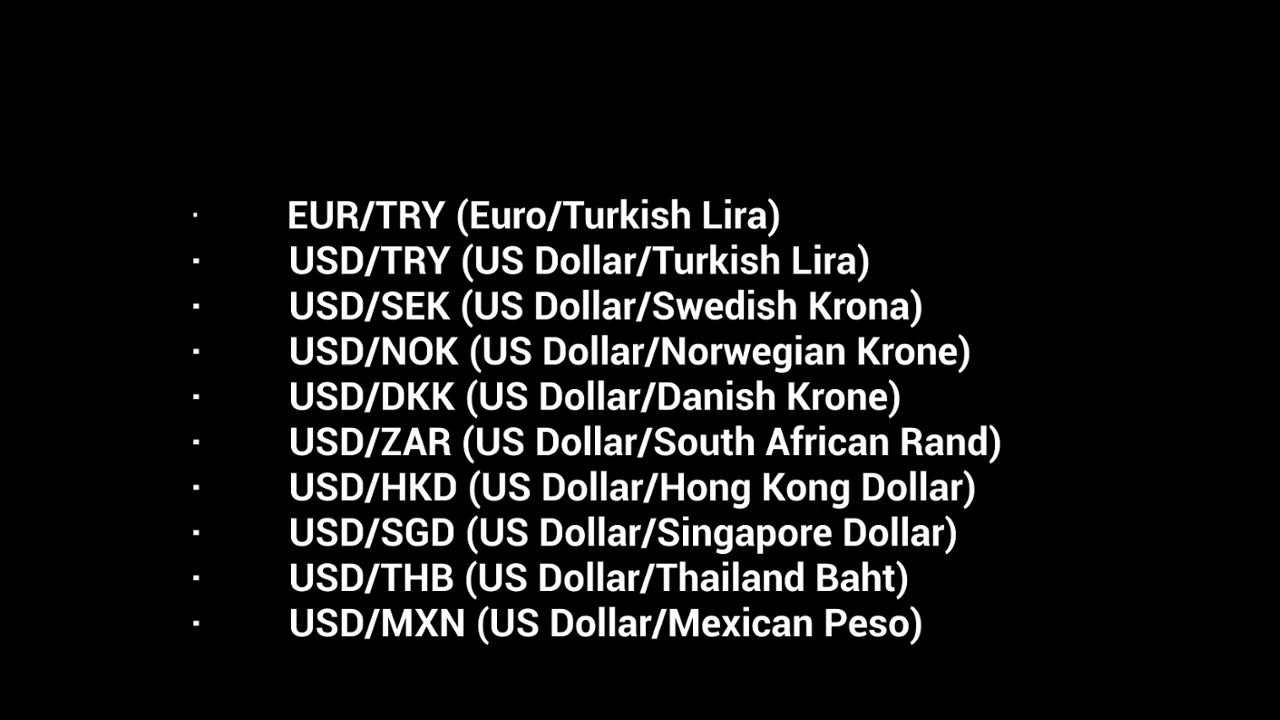 · EUR/TRY (Euro/Turkish Lira)
· USD/TRY (US Dollar/Turkish Lira)
· USD/SEK (US Dollar/Swedish Krona)
· USD/NOK (US Dollar/Norwegian Krone)
· USD/DKK (US Dollar/Danish Krone)
· USD/ZAR (US Dollar/South African Rand)
· USD/HKD (US Dollar/Hong Kong Dollar)
· USD/SGD (US Dollar/Singapore Dollar)
· USD/THB (US Dollar/Thailand Baht)
· USD/MXN (US Dollar/Mexican Peso)